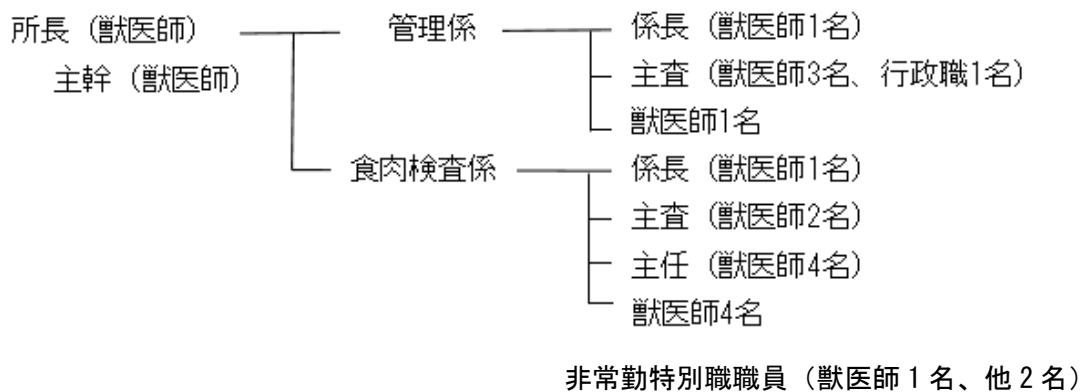 所長（獣医師） 管理係 係長（獣医師1名）
主幹（獣医師） 主査（獣医師3名、行政職1名）
獣医師1名
食肉検査係 係長（獣医師1名）
主査（獣医師2名）
主任（獣医師4名）
獣医師4名
非常勤特別職職員（獣医師１名、他２名）